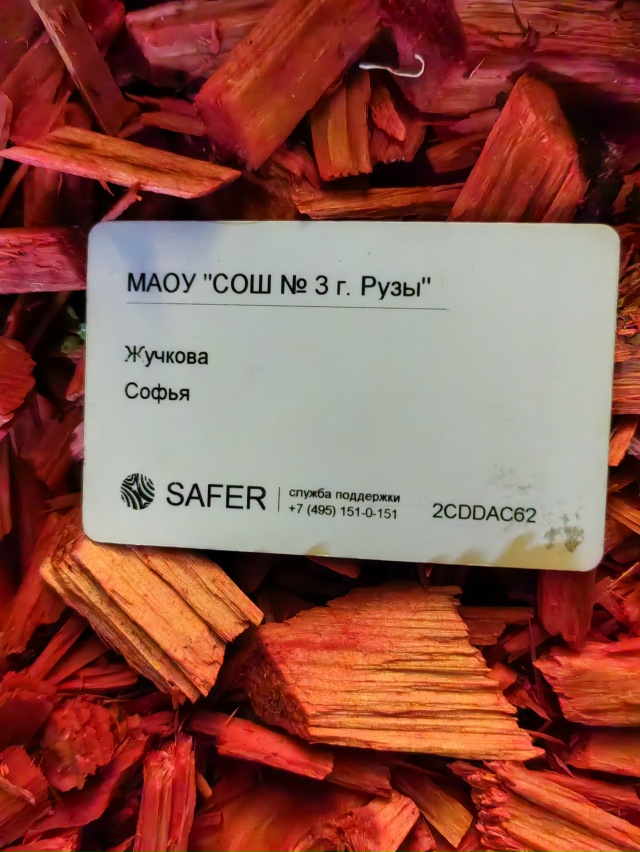 МАОУ "СОШ № 3 г. Рузы"
Жучкова
Софья
SAFER
служба поддержки
+7 (495) 151-0-151
2CDDAC62